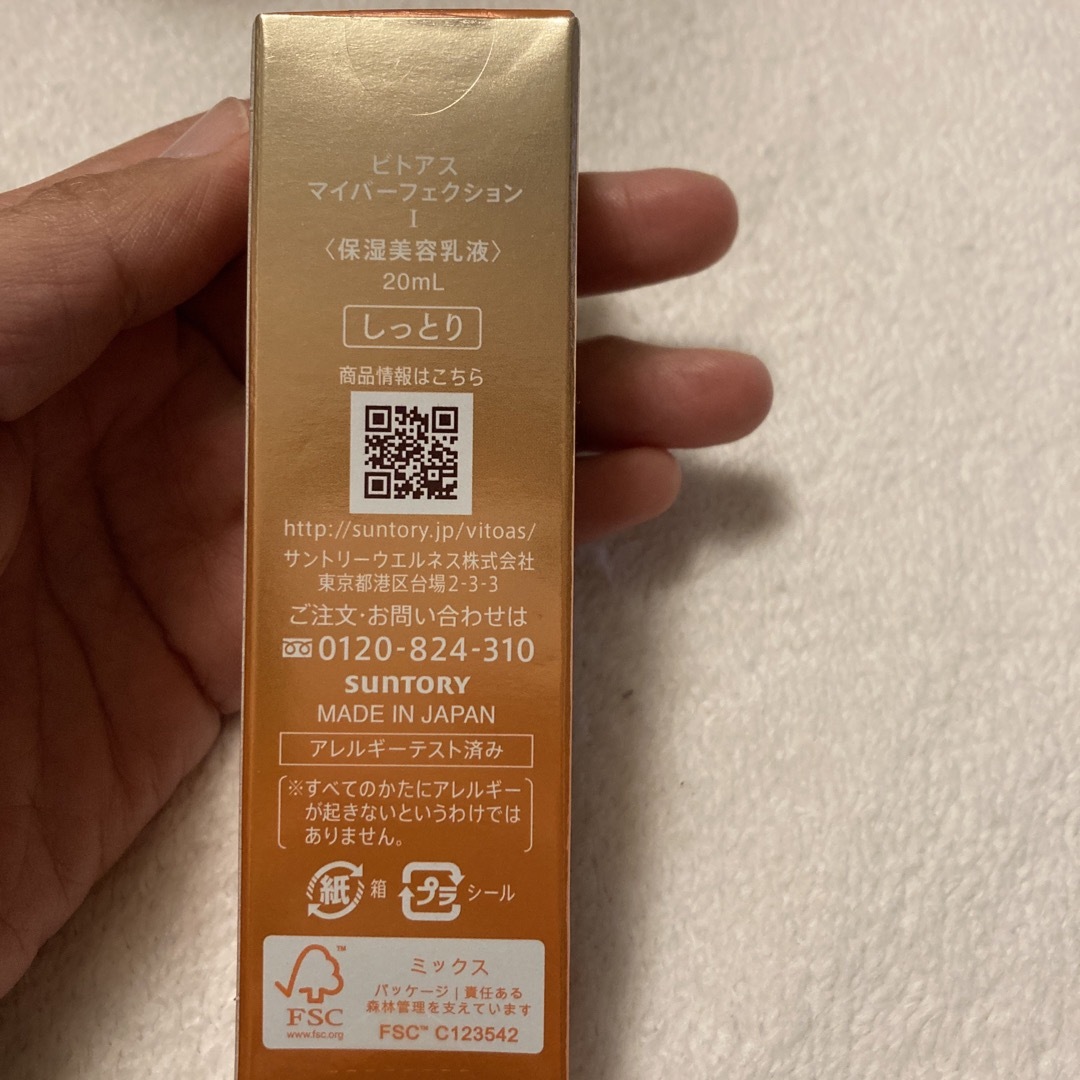 ビトアス
マイパーフェクション
I
〈保湿美容乳液〉
20mL
しっとり
商品情報はこちら
http://suntory.jp/vitoas/
サントリーウエルネス株式会社
東京都港区台場2-3-3
ご注文・お問い合わせは
0120-824-310
SUNTORY
MADE IN JAPAN
アレルギーテスト済み
※すべてのかたにアレルギー
が起きないというわけでは
ありません。
紙 箱 プラ シール
FSC™
www.fsc.org
ミックス
パッケージ | 責任ある
森林管理を支えています
FSC™ C123542